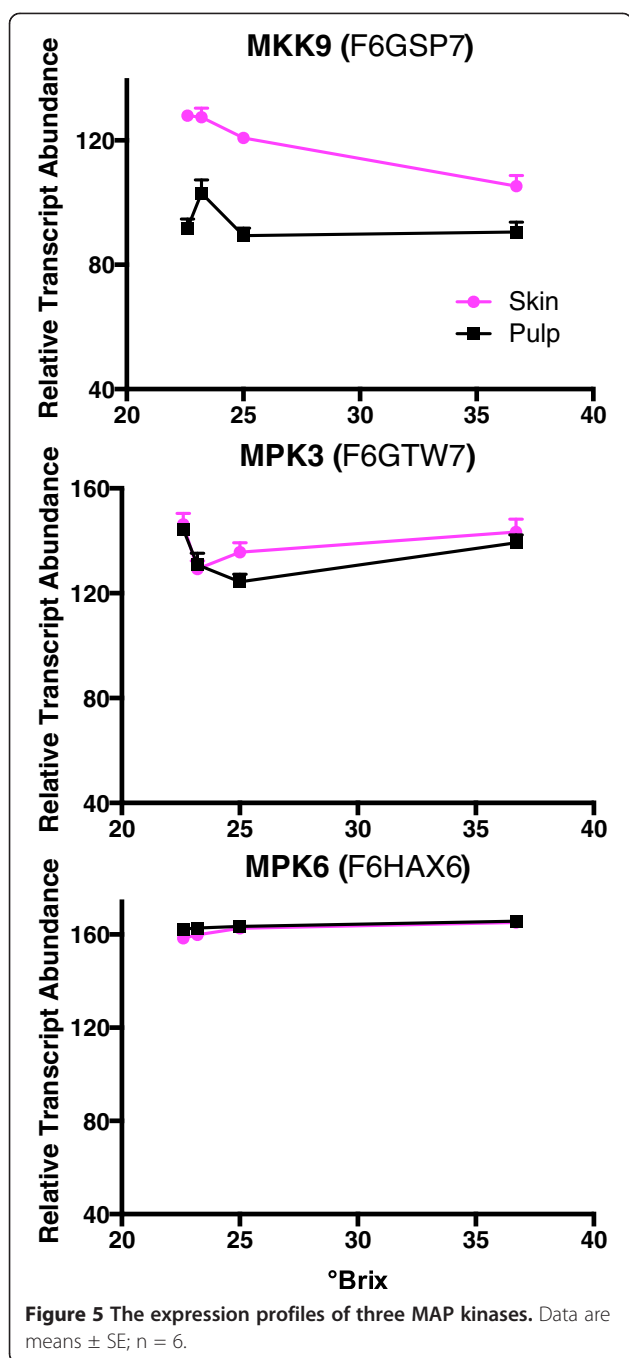 MKK9 (F6GSP7)
Relative Transcript Abundance
120
80
40
Skin
Pulp
20 25 30 35 40
MPK3 (F6GTW7)
Relative Transcript Abundance
160
120
80
40
20 25 30 35 40
MPK6 (F6HAX6)
Relative Transcript Abundance
160
120
80
40
20 25 30 35 40
°Brix
Figure 5 The expression profiles of three MAP kinases. Data are
means ± SE; n = 6.